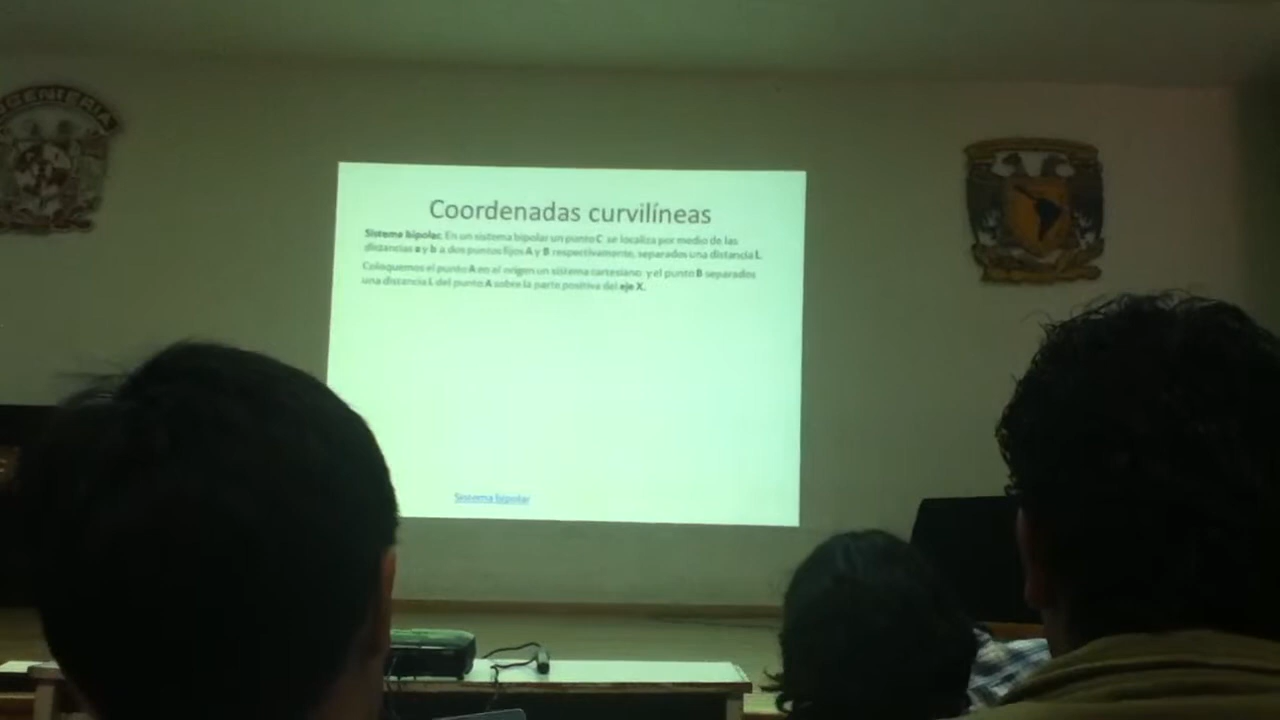 INGENIERIA
Coordenadas curvilíneas
Sistema bipolar. En un sistema bipolar un punto C se localiza por medio de las
distancias a y b a dos puntos fijos A y B respectivamente, separados una distancia L.
Coloquemos el punto A en al origen un sistema cartesiano y el punto B separados
una distancia L del punto A sobre la parte positiva del eje X.
Sistema bipolar